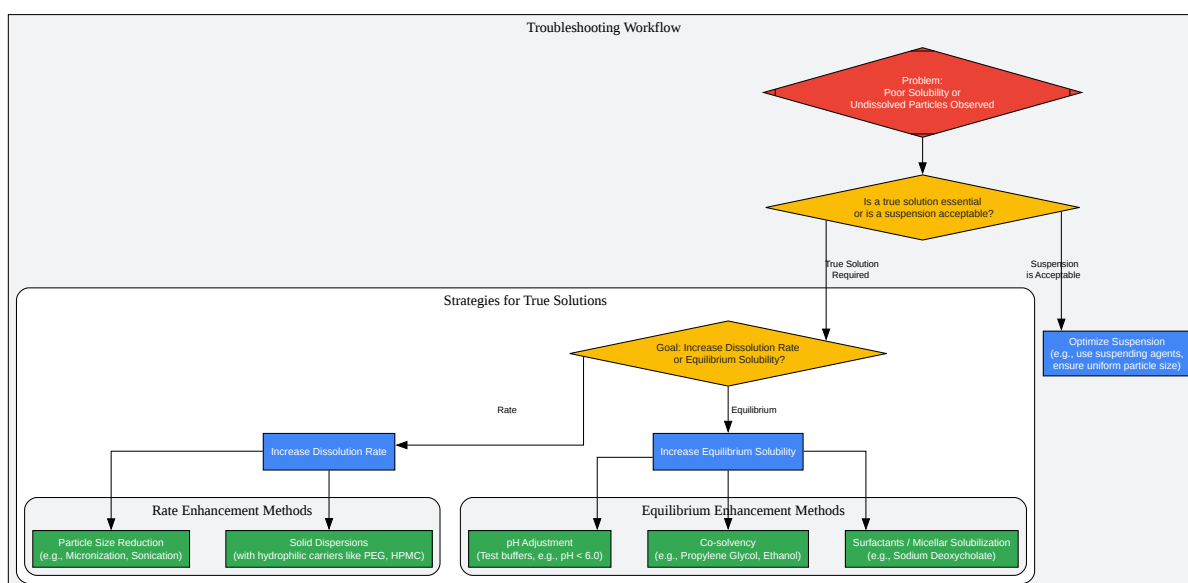 Troubleshooting Workflow
Problem:
Poor Solubility or
Undissolved Particles Observed
Is a true solution essential
or is a suspension acceptable?
True Solution
Required
Suspension
is Acceptable
Strategies for True Solutions
Goal: Increase Dissolution Rate
or Equilibrium Solubility?
Optimize Suspension
(e.g., use suspending agents,
ensure uniform particle size)
Rate
Equilibrium
Increase Dissolution Rate
Increase Equilibrium Solubility
Rate Enhancement Methods
Equilibrium Enhancement Methods
Particle Size Reduction
(e.g., Micronization, Sonication)
Solid Dispersions
(with hydrophilic carriers like PEG, HPMC)
pH Adjustment
(Test buffers, e.g., pH < 6.0)
Co-solvency
(e.g., Propylene Glycol, Ethanol)
Surfactants / Micellar Solubilization
(e.g., Sodium Deoxycholate)